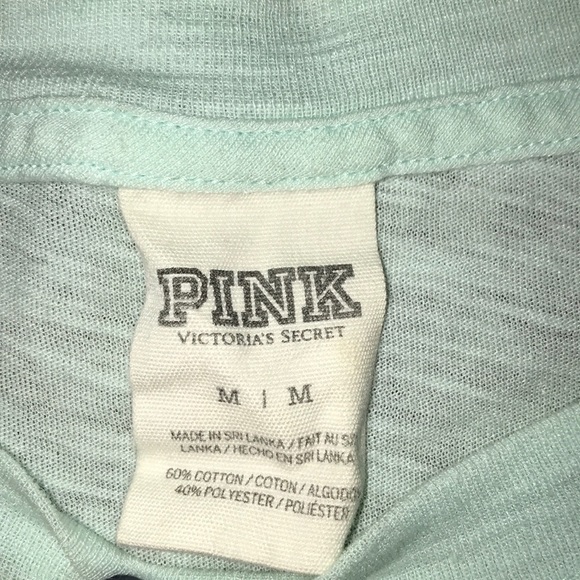 PINK
VICTORIA'S SECRET
M | M
MADE IN SRI LANKA / FAIT AU
LANKA / HECHO EN SRI LANKA
60% COTTON / COTON /
40% POLYESTER / POLIÉSTER